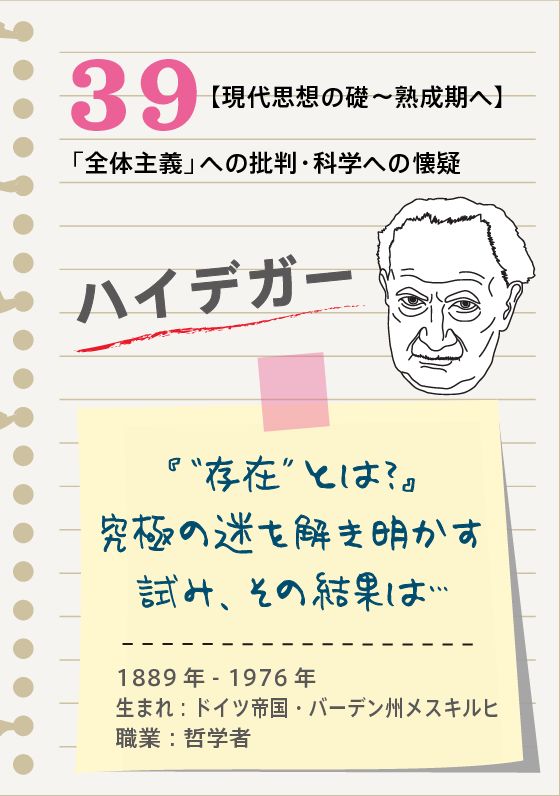 39【現代思想の礎～熟成期へ】
「全体主義」への批判・科学への懐疑
ハイデガー
『“存在”とは?』
究極の迷を解き明かす
試み、その結果は…
1889年-1976年
生まれ：ドイツ帝国・バーデン州メスキルヒ
職業：哲学者